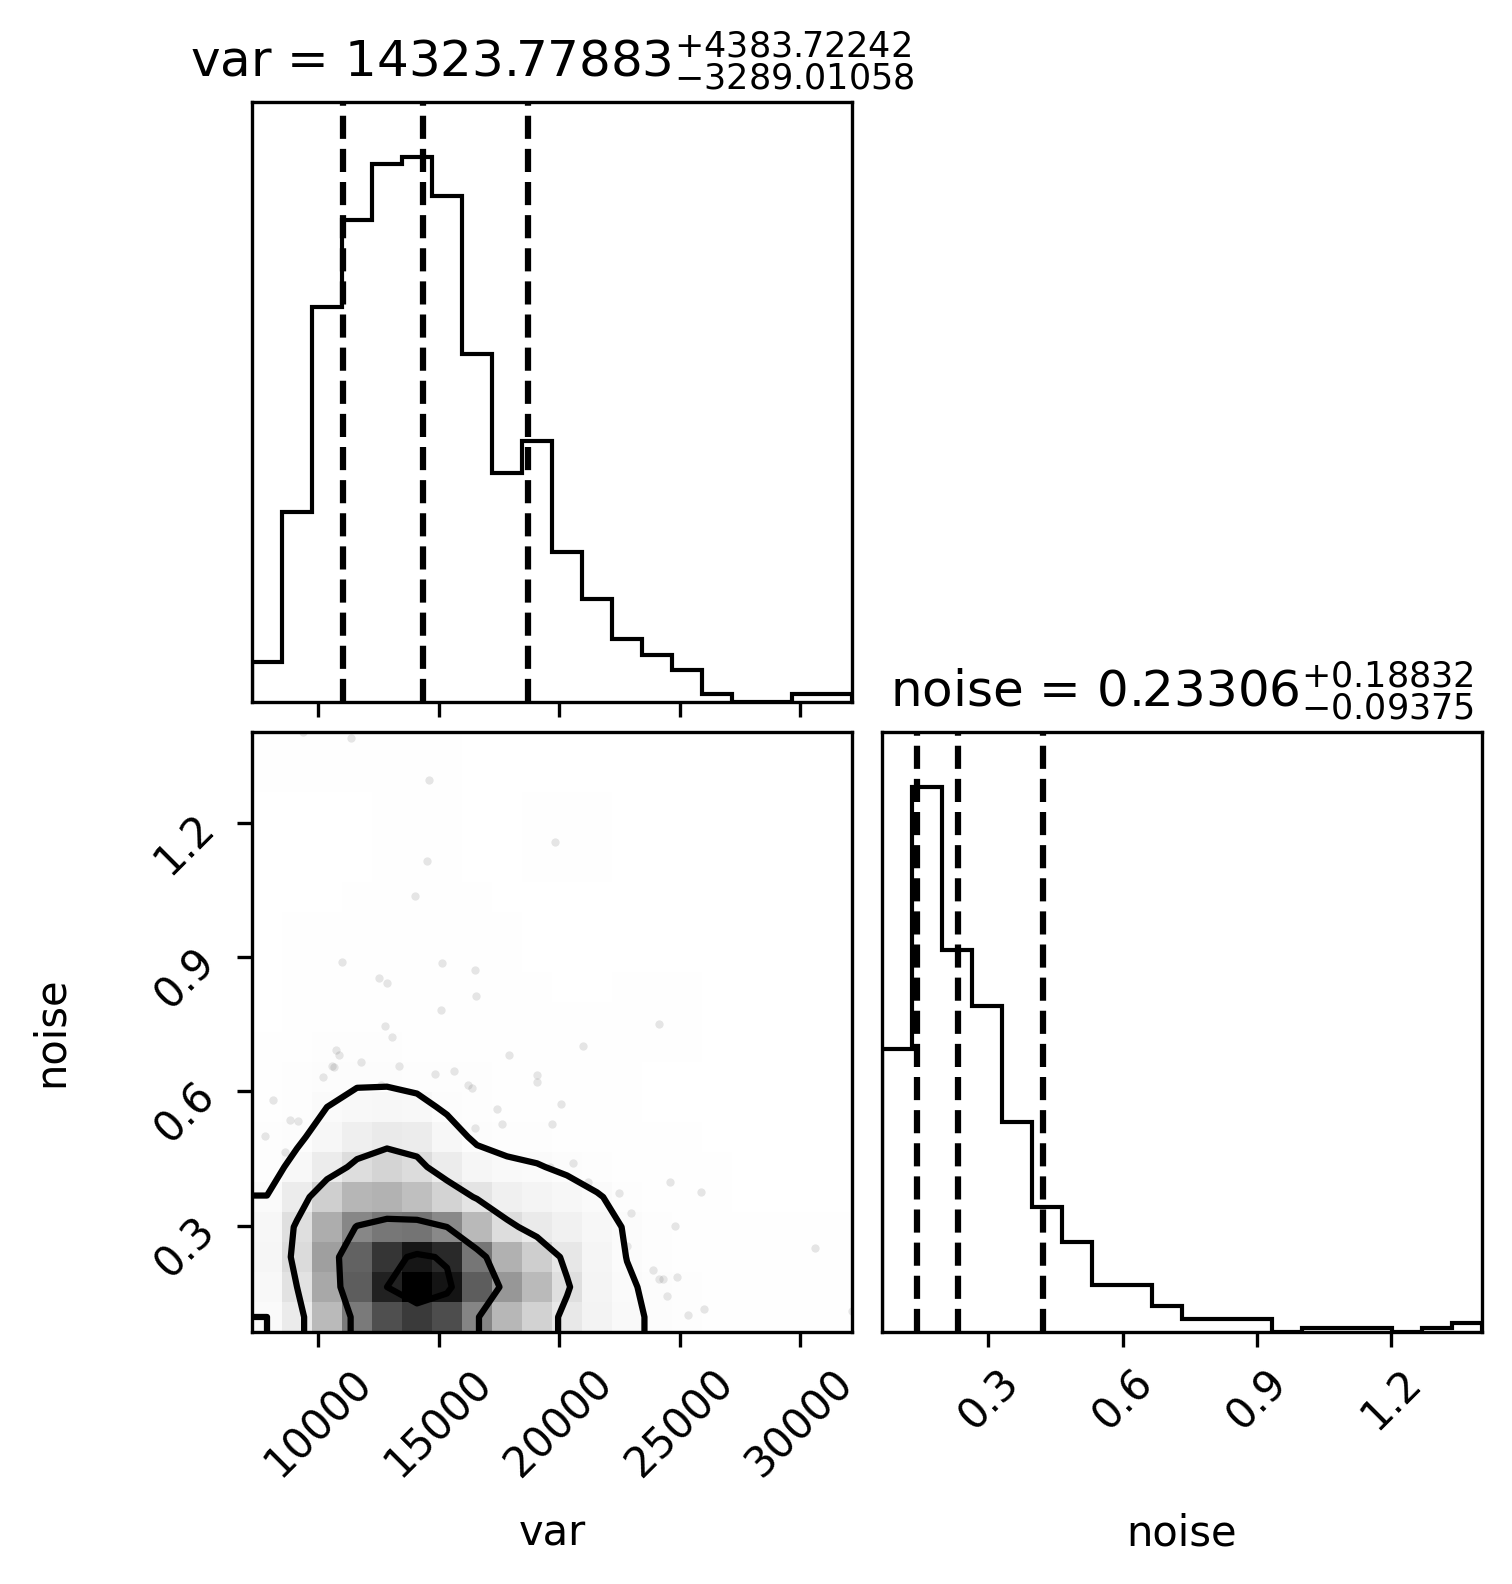 var = 14323.77883+4383.72242−3289.01058
noise = 0.23306+0.18832−0.09375
1.2
0.9
0.6
0.3
noise
10000 15000 20000 25000 30000
0.3 0.6 0.9 1.2
var
noise